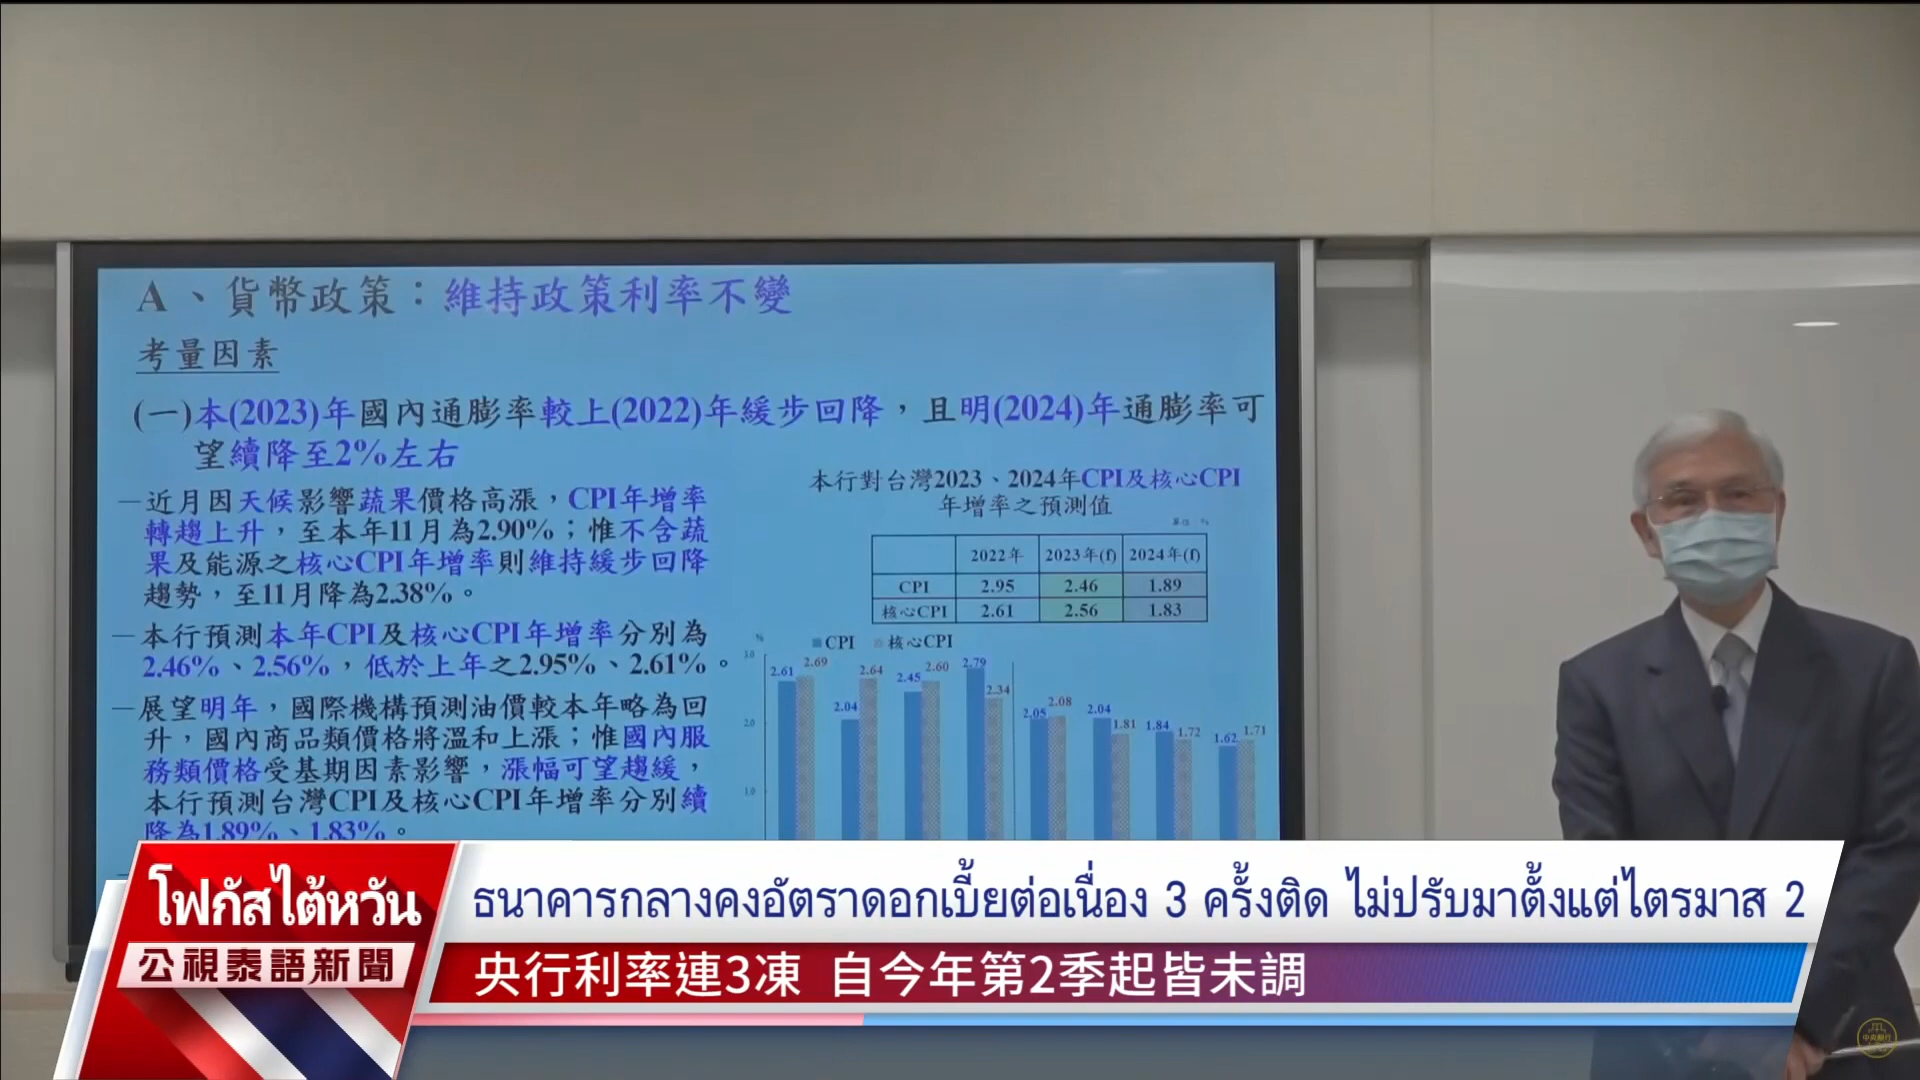 A、貨幣政策：維持政策利率不變
考量因素
(一)本(2023)年國內通膨率較上(2022)年緩步回降，且明(2024)年通膨率可
望續降至2%左右
—近月因天候影響蔬果價格高漲，CPI年增率
轉趨上升，至本年11月為2.90%；惟不含蔬
果及能源之核心CPI年增率則維持緩步回降
趨勢，至11月降為2.38%。
—本行預測本年CPI及核心CPI年增率分別為
2.46%、2.56%，低於上年之2.95%、2.61%。
—展望明年，國際機構預測油價較本年略為回
升，國內商品類價格將溫和上漲；惟國內服
務類價格受基期因素影響，漲幅可望趨緩，
本行預測台灣CPI及核心CPI年增率分別續
降為1.89%、1.83%。
本行對台灣2023、2024年CPI及核心CPI
年增率之預測值
單位：%
2022年 2023年(f) 2024年(f)
CPI 2.95 2.46 1.89
核心CPI 2.61 2.56 1.83
% CPI 核心CPI
3.0
2.0
1.0
2.61 2.69 2.04 2.64 2.45 2.60 2.79 2.34 2.05 2.08 2.04 1.81 1.84 1.72 1.62 1.71
โฟกัสไต้หวัน
公視泰語新聞
ธนาคารกลางคงอัตราดอกเบี้ยต่อเนื่อง 3 ครั้งติด ไม่ปรับมาตั้งแต่ไตรมาส 2
央行利率連3凍 自今年第2季起皆未調
中央銀行